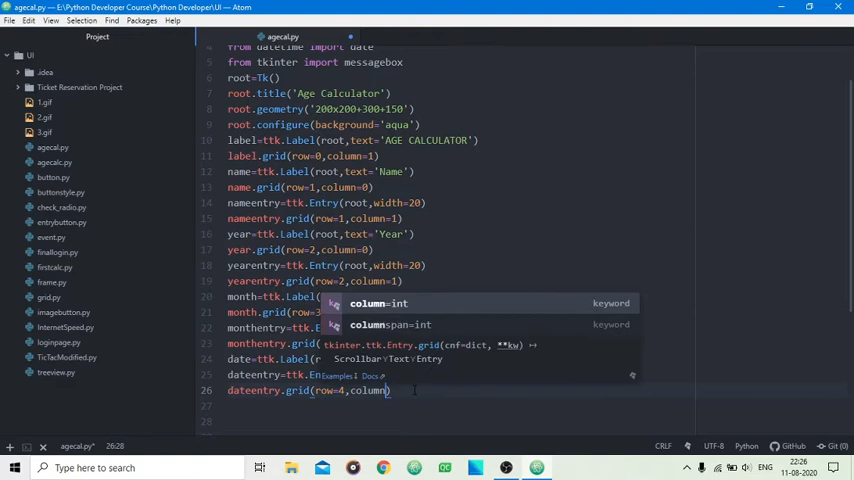 agecal.py — E:\Python Developer Course\Python\UI — Atom
File Edit View Selection Find Packages Help
Project
agecal.py
UI
.idea
Ticket Reservation Project
1.gif
2.gif
3.gif
agecal.py
agecalc.py
button.py
buttonstyle.py
check_radio.py
entrybutton.py
event.py
finallogin.py
firstcalc.py
frame.py
grid.py
imagebutton.py
InternetSpeed.py
loginpage.py
TicTacModified.py
treeview.py
4 from datetime import date
5 from tkinter import messagebox
6 root=Tk()
7 root.title('Age Calculator')
8 root.geometry('200x200+300+150')
9 root.configure(background='aqua')
10 label=ttk.Label(root,text='AGE CALCULATOR')
11 label.grid(row=0,column=1)
12 name=ttk.Label(root,text='Name')
13 name.grid(row=1,column=0)
14 nameentry=ttk.Entry(root,width=20)
15 nameentry.grid(row=1,column=1)
16 year=ttk.Label(root,text='Year')
17 year.grid(row=2,column=0)
18 yearentry=ttk.Entry(root,width=20)
19 yearentry.grid(row=2,column=1)
20 month=ttk.Label(
21 month.grid(row=3
22 monthentry=ttk.E
23 monthentry.grid(
24 date=ttk.Label(r
25 dateentry=ttk.En
26 dateentry.grid(row=4,column)
27
28
column=int keyword
columnspan=int keyword
tkinter.ttk.Entry.grid(cnf=dict, **kw) ↦
Scrollbar Text Entry
Examples Docs
agecal.py* 26:28
CRLF UTF-8 Python GitHub Git (0)
Type here to search
ENG
22:26
11-08-2020